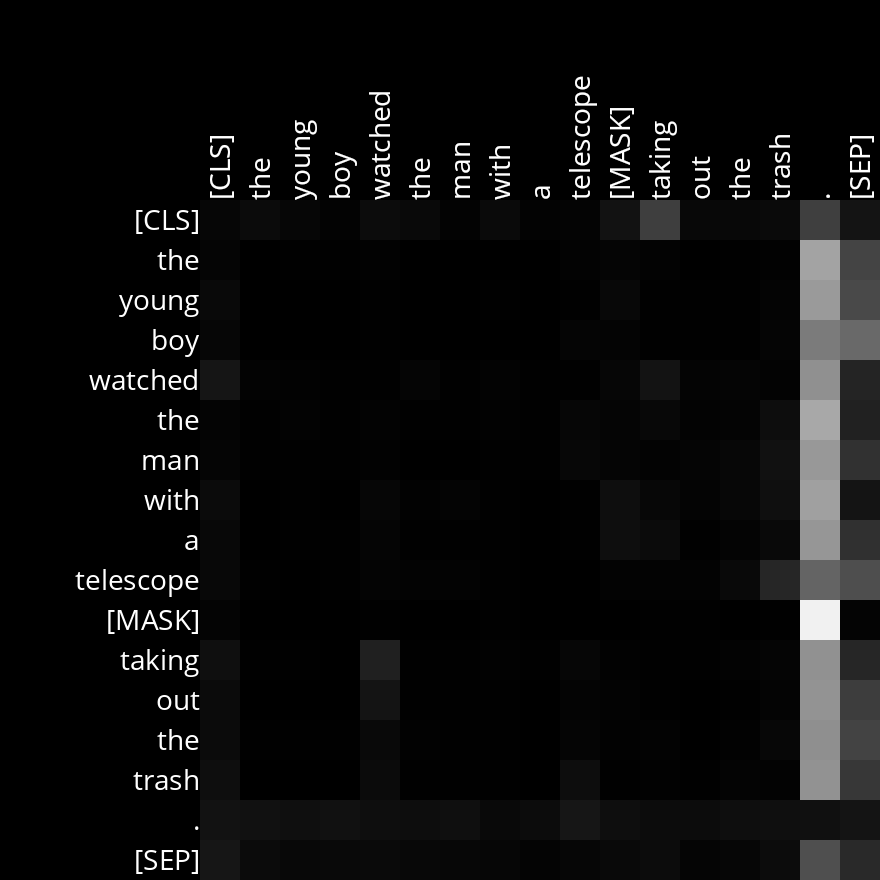 [CLS] the young boy watched the man with a telescope [MASK] taking out the trash . [SEP]
[CLS]
the
young
boy
watched
the
man
with
a
telescope
[MASK]
taking
out
the
trash
.
[SEP]